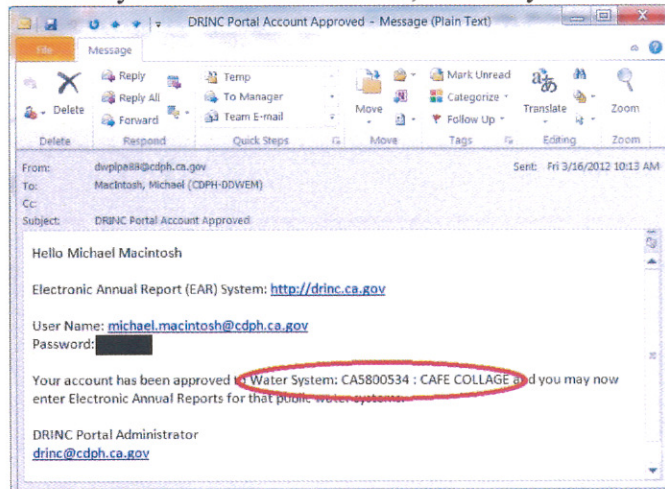 DRINC Portal Account Approved - Message (Plain Text)
File Message
Delete
Reply
Reply All
Forward
Temp
To Manager
Team E-mail
Move
Mark Unread
Categorize
Follow Up
Translate
Zoom
Delete Respond Quick Steps Move Tags Editing Zoom
From: dwpipa88@cdph.ca.gov Sent: Fri 3/16/2012 10:13 AM
To: Macintosh, Michael (CDPH-DDWEM)
Cc:
Subject: DRINC Portal Account Approved
Hello Michael Macintosh
Electronic Annual Report (EAR) System: http://drinc.ca.gov
User Name: michael.macintosh@cdph.ca.gov
Password:
Your account has been approved to Water System: CA5800534 : CAFE COLLAGE and you may now
enter Electronic Annual Reports for that public water systems.
DRINC Portal Administrator
drinc@cdph.ca.gov